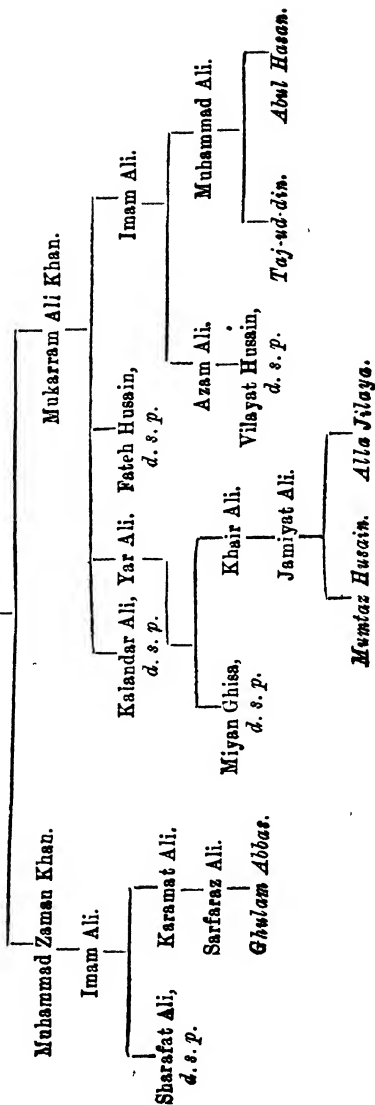 Muhammad Zaman Khan.
Mukarram Ali Khan.
Imam Ali.
Kalandar Ali,
d. s. p.
Yar Ali.
Fateh Husain,
d. s. p.
Imam Ali.
Sharafat Ali,
d. s. p.
Karamat Ali.
Miyan Ghisa,
d. s. p.
Khair Ali.
Azam Ali.
Muhammad Ali.
Sarfaraz Ali.
Jamiyat Ali.
Vilayat Husain,
d. s. p.
Ghulam Abbas.
Mumtaz Husain.
Alla Jilaya.
Taj-ud-din.
Abul Hasan.